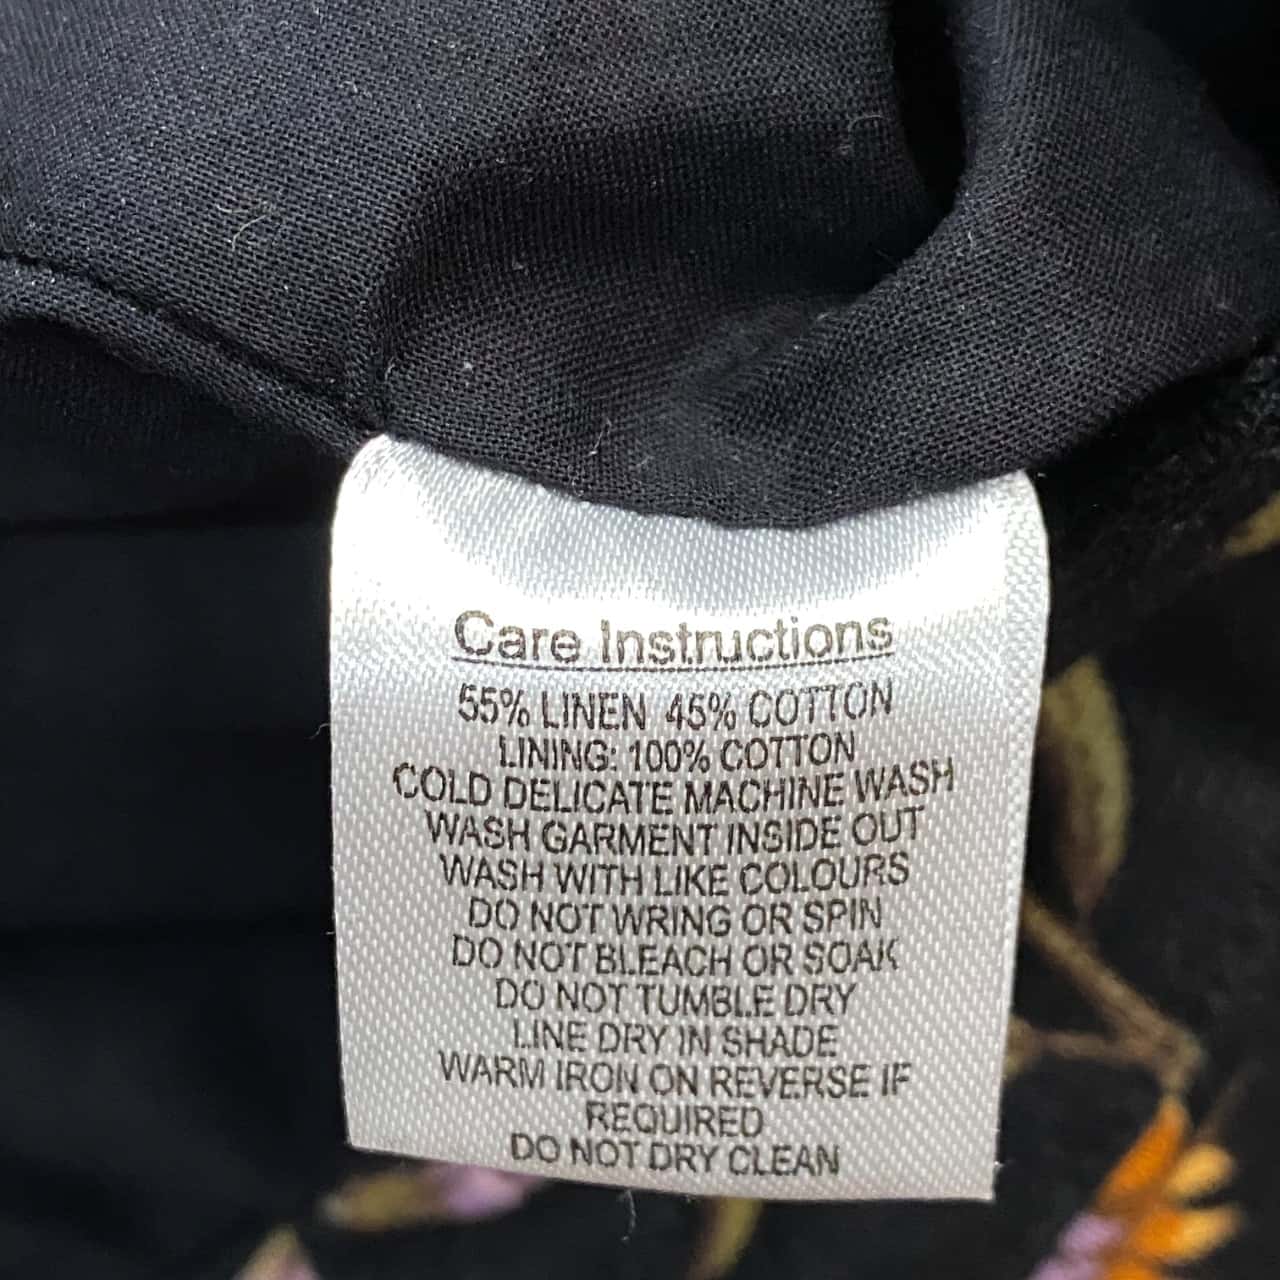 Care Instructions
55% LINEN 45% COTTON
LINING: 100% COTTON
COLD DELICATE MACHINE WASH
WASH GARMENT INSIDE OUT
WASH WITH LIKE COLOURS
DO NOT WRING OR SPIN
DO NOT BLEACH OR SOAK
DO NOT TUMBLE DRY
LINE DRY IN SHADE
WARM IRON ON REVERSE IF
REQUIRED
DO NOT DRY CLEAN